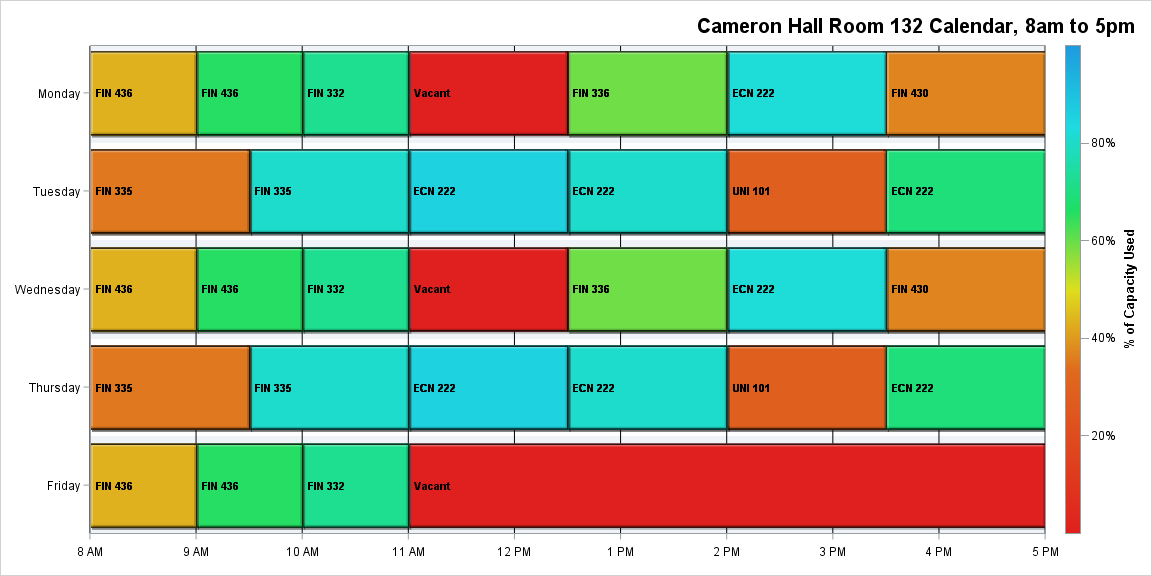 Cameron Hall Room 132 Calendar, 8am to 5pm
Monday FIN 436 FIN 436 FIN 332 Vacant FIN 336 ECN 222 FIN 430
Tuesday FIN 335 FIN 335 ECN 222 ECN 222 UNI 101 ECN 222
Wednesday FIN 436 FIN 436 FIN 332 Vacant FIN 336 ECN 222 FIN 430
Thursday FIN 335 FIN 335 ECN 222 ECN 222 UNI 101 ECN 222
Friday FIN 436 FIN 436 FIN 332 Vacant
8 AM 9 AM 10 AM 11 AM 12 PM 1 PM 2 PM 3 PM 4 PM 5 PM
80%
60%
40%
20%
% of Capacity Used